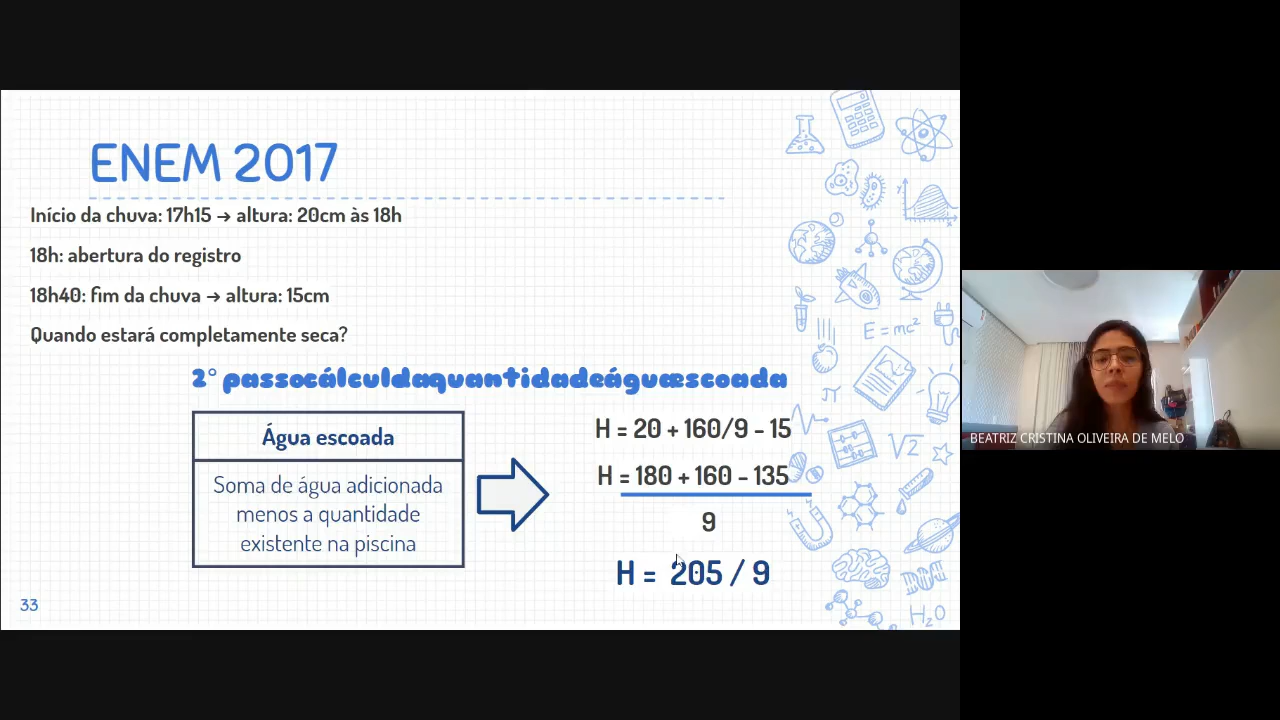 ENEM 2017
Início da chuva: 17h15 → altura: 20cm às 18h
18h: abertura do registro
18h40: fim da chuva → altura: 15cm
Quando estará completamente seca?
2° passocálculdaquantidadeáguæscoada
Água escoada
Soma de água adicionada
menos a quantidade
existente na piscina
H = 20 + 160/9 - 15
H = 180 + 160 - 135
9
H = 205 / 9
33
E = mc²
π
√2
H₂O
y
x
BEATRIZ CRISTINA OLIVEIRA DE MELO